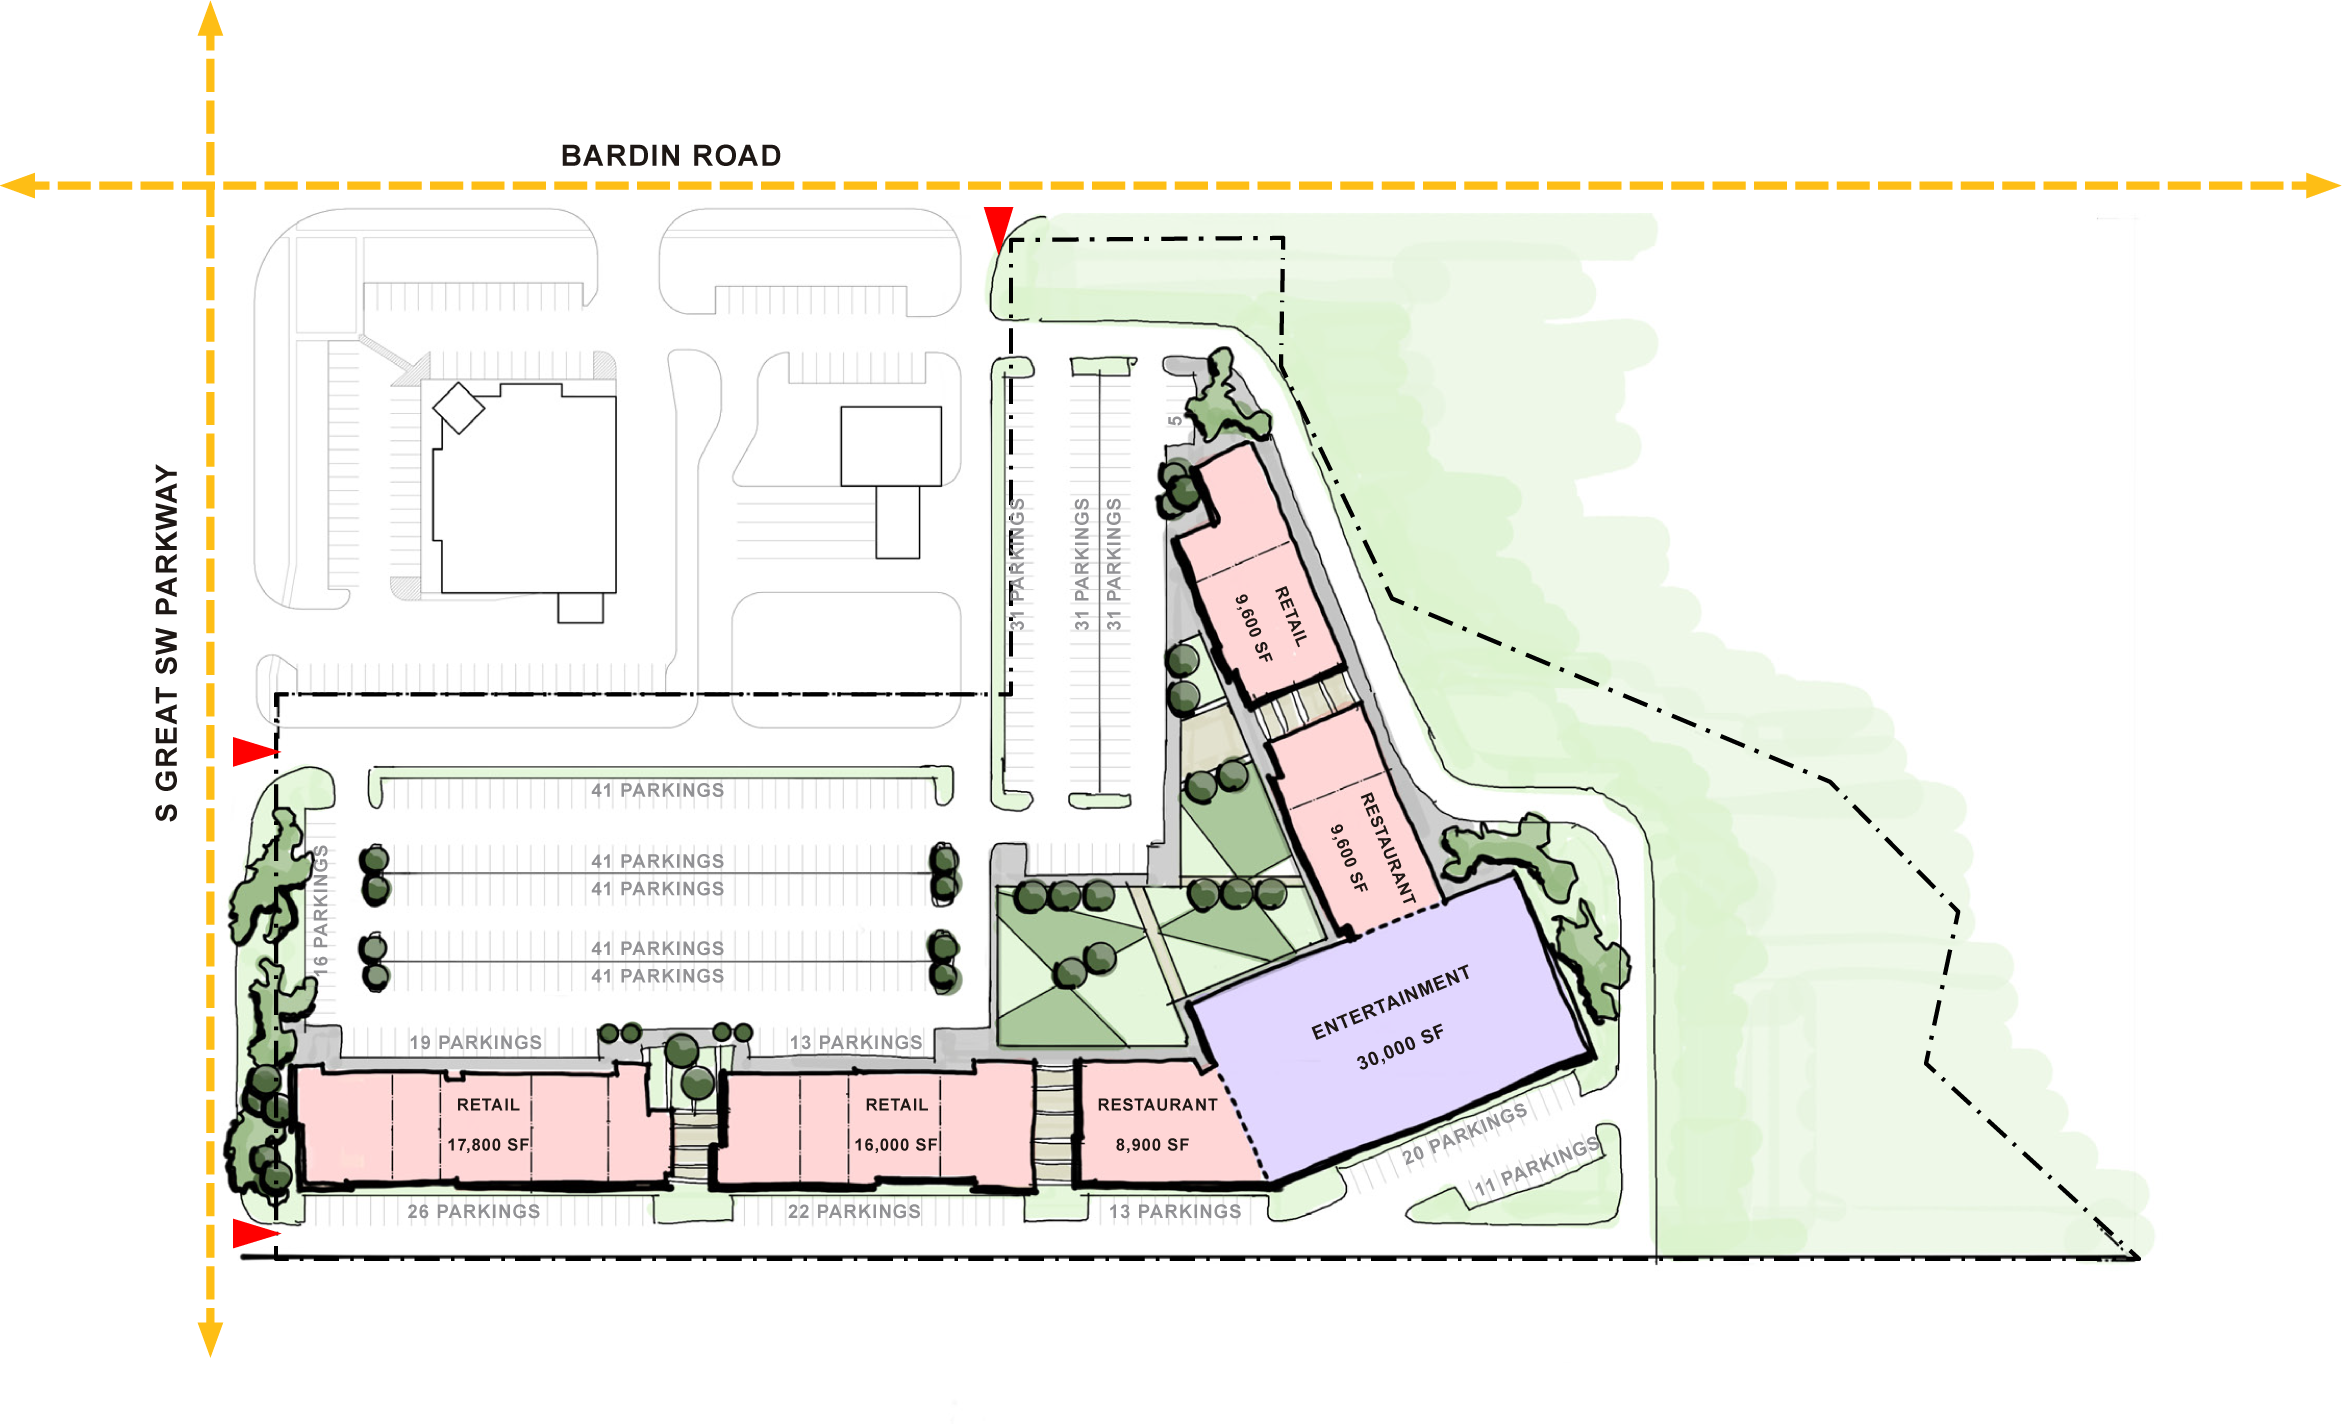 BARDIN ROAD
S GREAT SW PARKWAY
5
31 PARKINGS
31 PARKINGS
31 PARKINGS
RETAIL
9,600 SF
RESTAURANT
9,600 SF
41 PARKINGS
41 PARKINGS
41 PARKINGS
41 PARKINGS
41 PARKINGS
16 PARKINGS
19 PARKINGS
13 PARKINGS
ENTERTAINMENT
30,000 SF
RETAIL
17,800 SF
RETAIL
16,000 SF
RESTAURANT
8,900 SF
20 PARKINGS
11 PARKINGS
26 PARKINGS
22 PARKINGS
13 PARKINGS